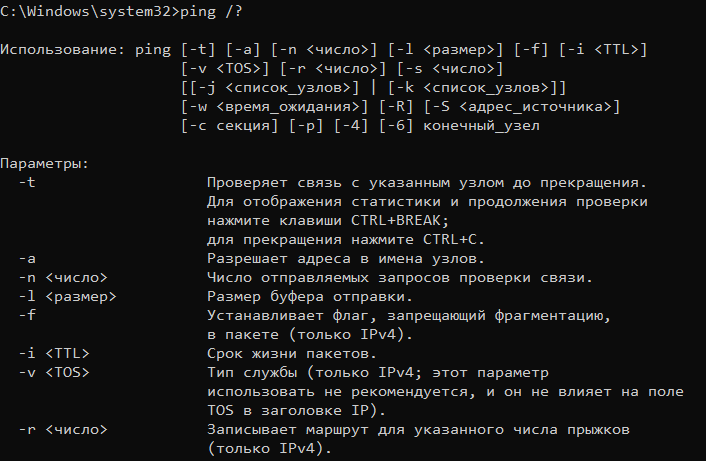 C:\Windows\system32>ping /?
Использование: ping [-t] [-a] [-n <число>] [-l <размер>] [-f] [-i <TTL>]
[-v <TOS>] [-r <число>] [-s <число>]
[[-j <список_узлов>] | [-k <список_узлов>]]
[-w <время_ожидания>] [-R] [-S <адрес_источника>]
[-c секция] [-p] [-4] [-6] конечный_узел
Параметры:
-t Проверяет связь с указанным узлом до прекращения.
Для отображения статистики и продолжения проверки
нажмите клавиши CTRL+BREAK;
для прекращения нажмите CTRL+C.
-a Разрешает адреса в имена узлов.
-n <число> Число отправляемых запросов проверки связи.
-l <размер> Размер буфера отправки.
-f Устанавливает флаг, запрещающий фрагментацию,
в пакете (только IPv4).
-i <TTL> Срок жизни пакетов.
-v <TOS> Тип службы (только IPv4; этот параметр
использовать не рекомендуется, и он не влияет на поле
TOS в заголовке IP).
-r <число> Записывает маршрут для указанного числа прыжков
(только IPv4).